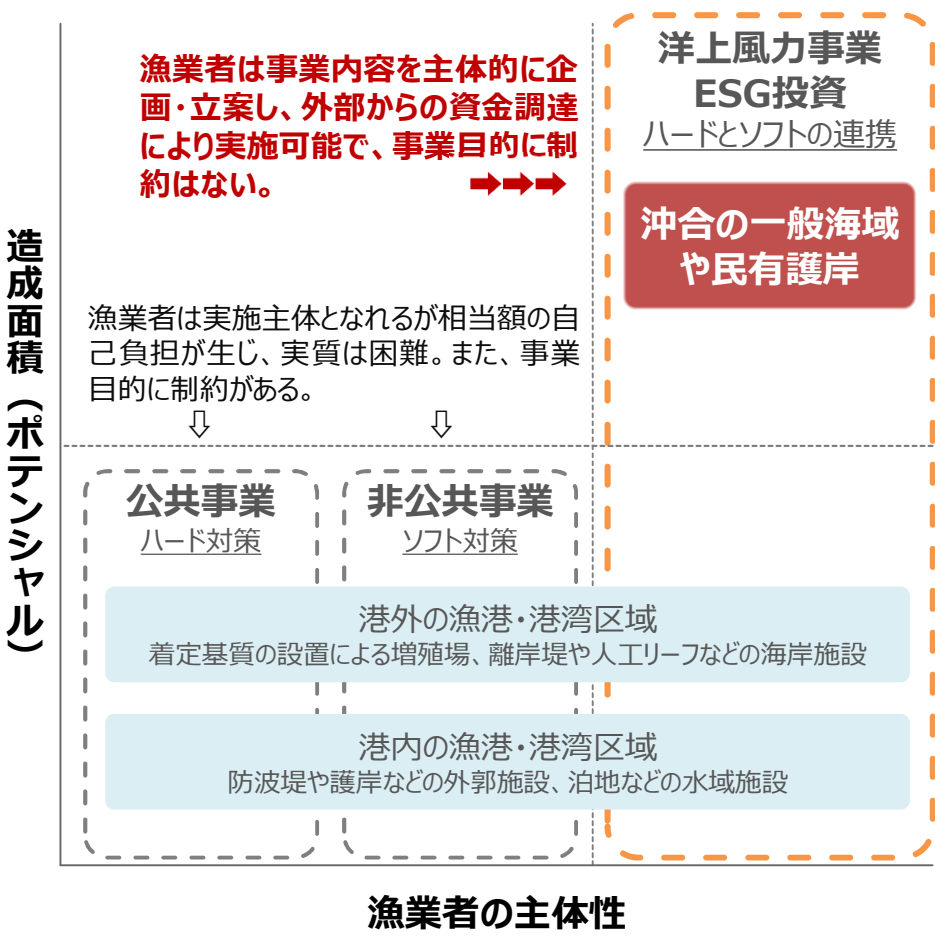 漁業者は事業内容を主体的に企
画・立案し、外部からの資金調達
により実施可能で、事業目的に制
約はない。 ➡➡➡
洋上風力事業
ESG投資
ハードとソフトの連携
沖合の一般海域
や民有護岸
造成面積（ポテンシャル）
漁業者は実施主体となれるが相当額の自
己負担が生じ、実質は困難。また、事業
目的に制約がある。
⇩ ⇩
公共事業
ハード対策
非公共事業
ソフト対策
港外の漁港・港湾区域
着定基質の設置による増殖場、離岸堤や人工リーフなどの海岸施設
港内の漁港・港湾区域
防波堤や護岸などの外郭施設、泊地などの水域施設
漁業者の主体性